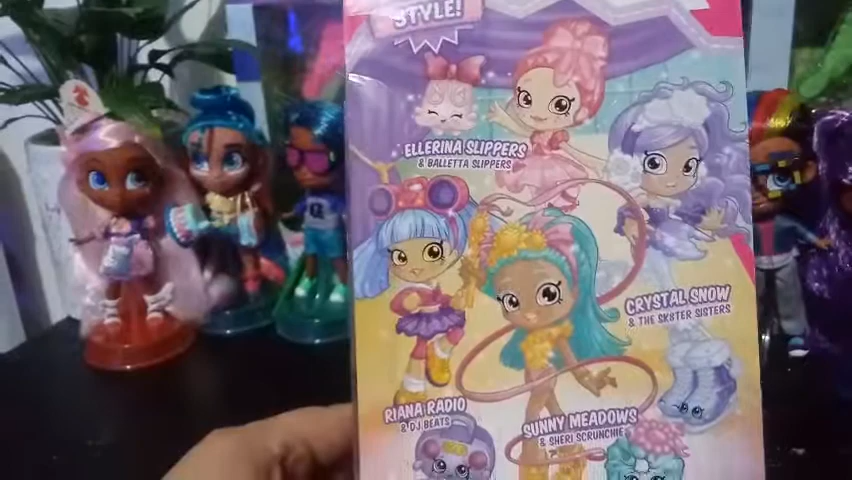 STYLE!
ELLERINA SLIPPERS
& BALLETTA SLIPPERS
CRYSTAL SNOW
& THE SK8TER SISTERS
RIANA RADIO
& DJ BEATS
SUNNY MEADOWS
& SHERI SCRUNCHIE